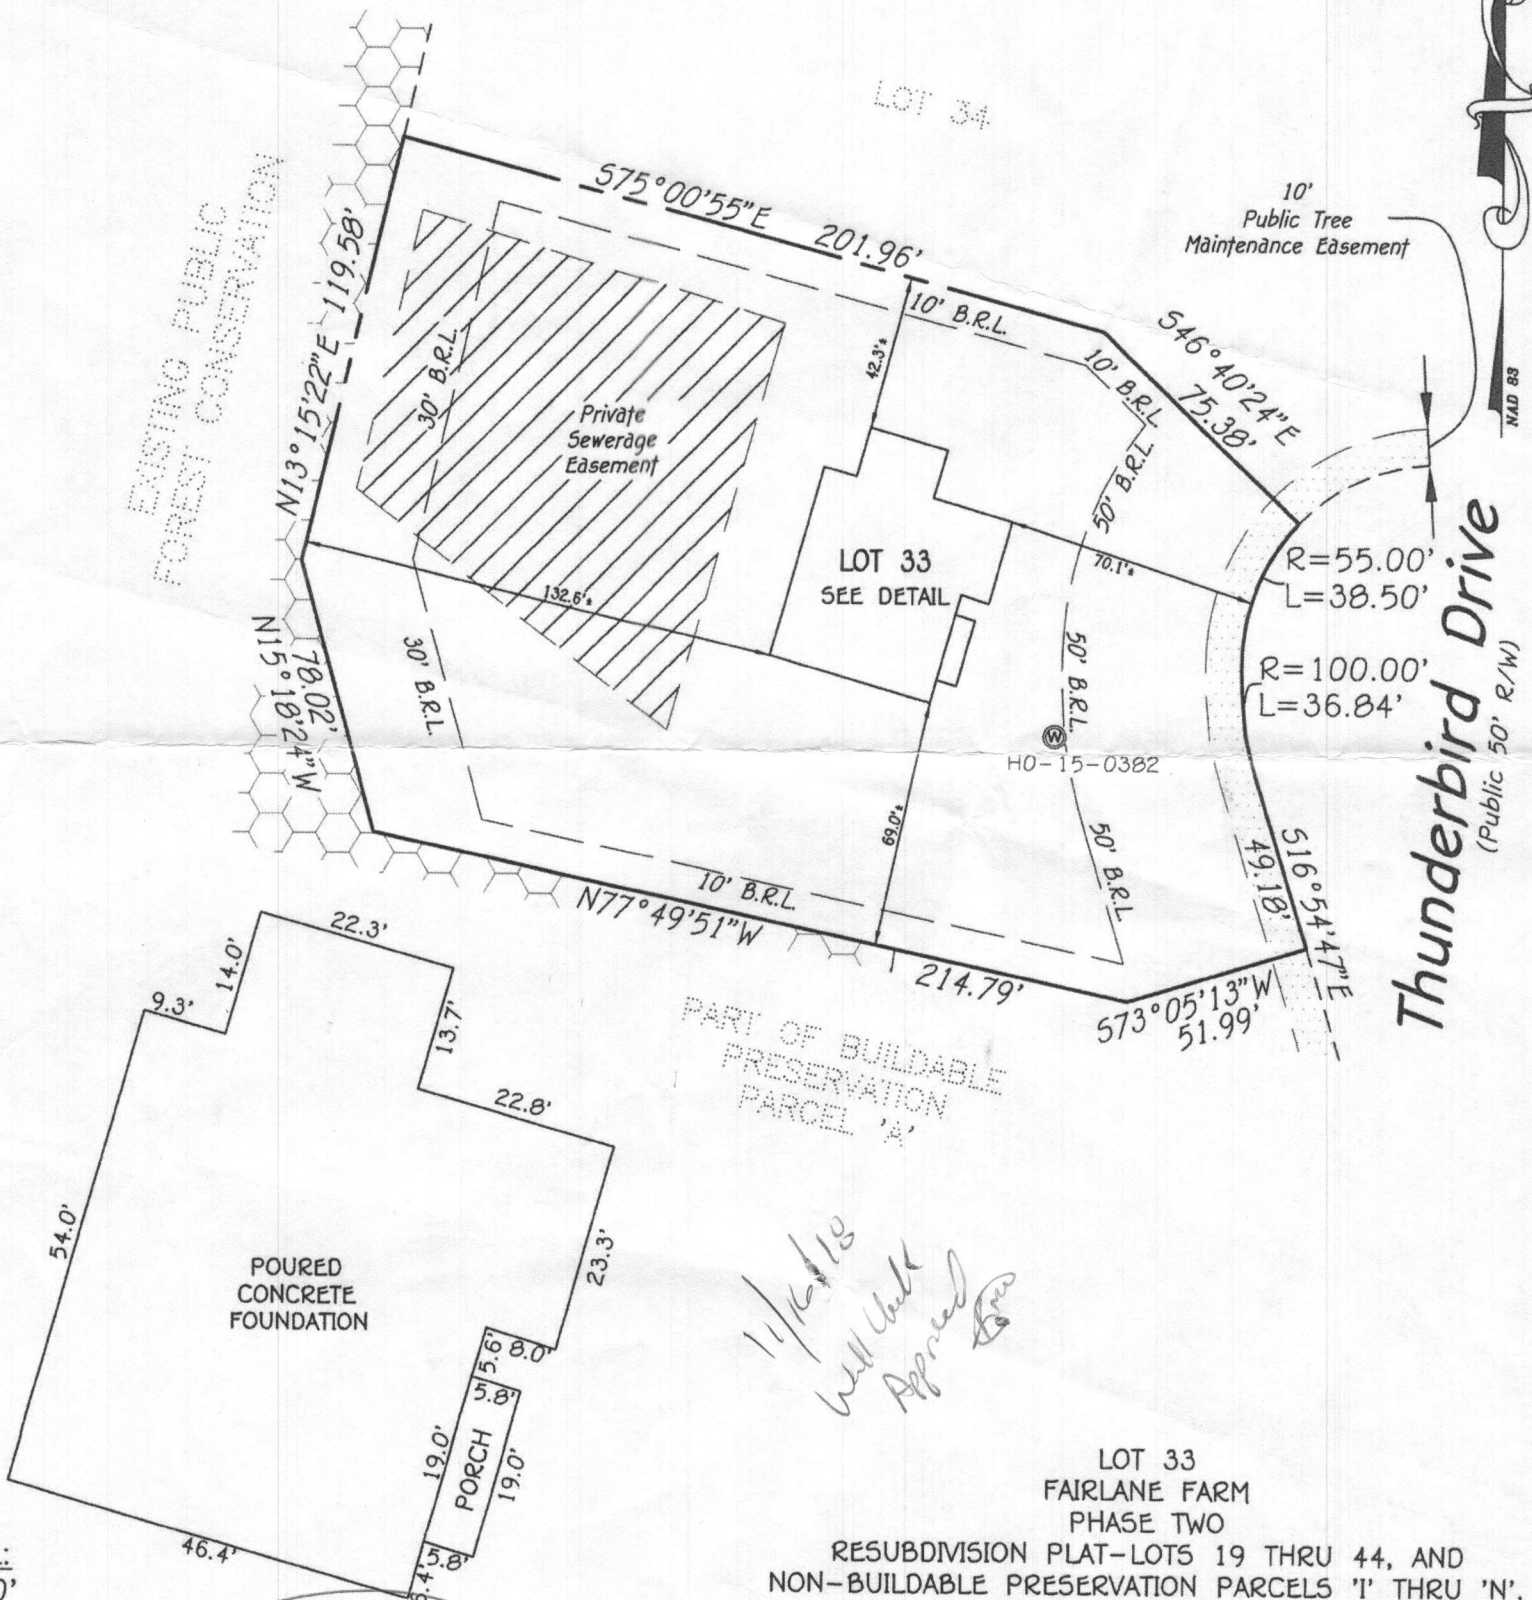 LOT 34
S75°00'55"E 201.96'
10'
Public Tree
Maintenance Easement
NAD 83
EXISTING PUBLIC
FOREST CONSERVATION
N13°15'22"E 119.58'
10' B.R.L.
S46°40'24"E
75.38'
10' B.R.L.
42.3'±
30' B.R.L.
Private
Sewerage
Easement
50' B.R.L.
LOT 33
SEE DETAIL
70.1'±
R=55.00'
L=38.50'
132.6'±
30' B.R.L.
50' B.R.L.
R=100.00'
L=36.84'
Thunderbird Drive
(Public 50' R/W)
78.02'
N15°18'24"W
W
HO-15-0382
69.0'±
50' B.R.L.
S16°54'47"E
49.18'
10' B.R.L.
N77°49'51"W
214.79'
S73°05'13"W
51.99'
PART OF BUILDABLE
PRESERVATION
PARCEL 'A'
22.3'
14.0'
9.3'
13.7'
22.8'
54.0'
23.3'
POURED
CONCRETE
FOUNDATION
5.6'
8.0'
5.8'
19.0'
PORCH
19.0'
5.8'
46.4'
11/16/18
Well Check
Approved
LOT 33
FAIRLANE FARM
PHASE TWO
RESUBDIVISION PLAT-LOTS 19 THRU 44, AND
NON-BUILDABLE PRESERVATION PARCELS 'I' THRU 'N',